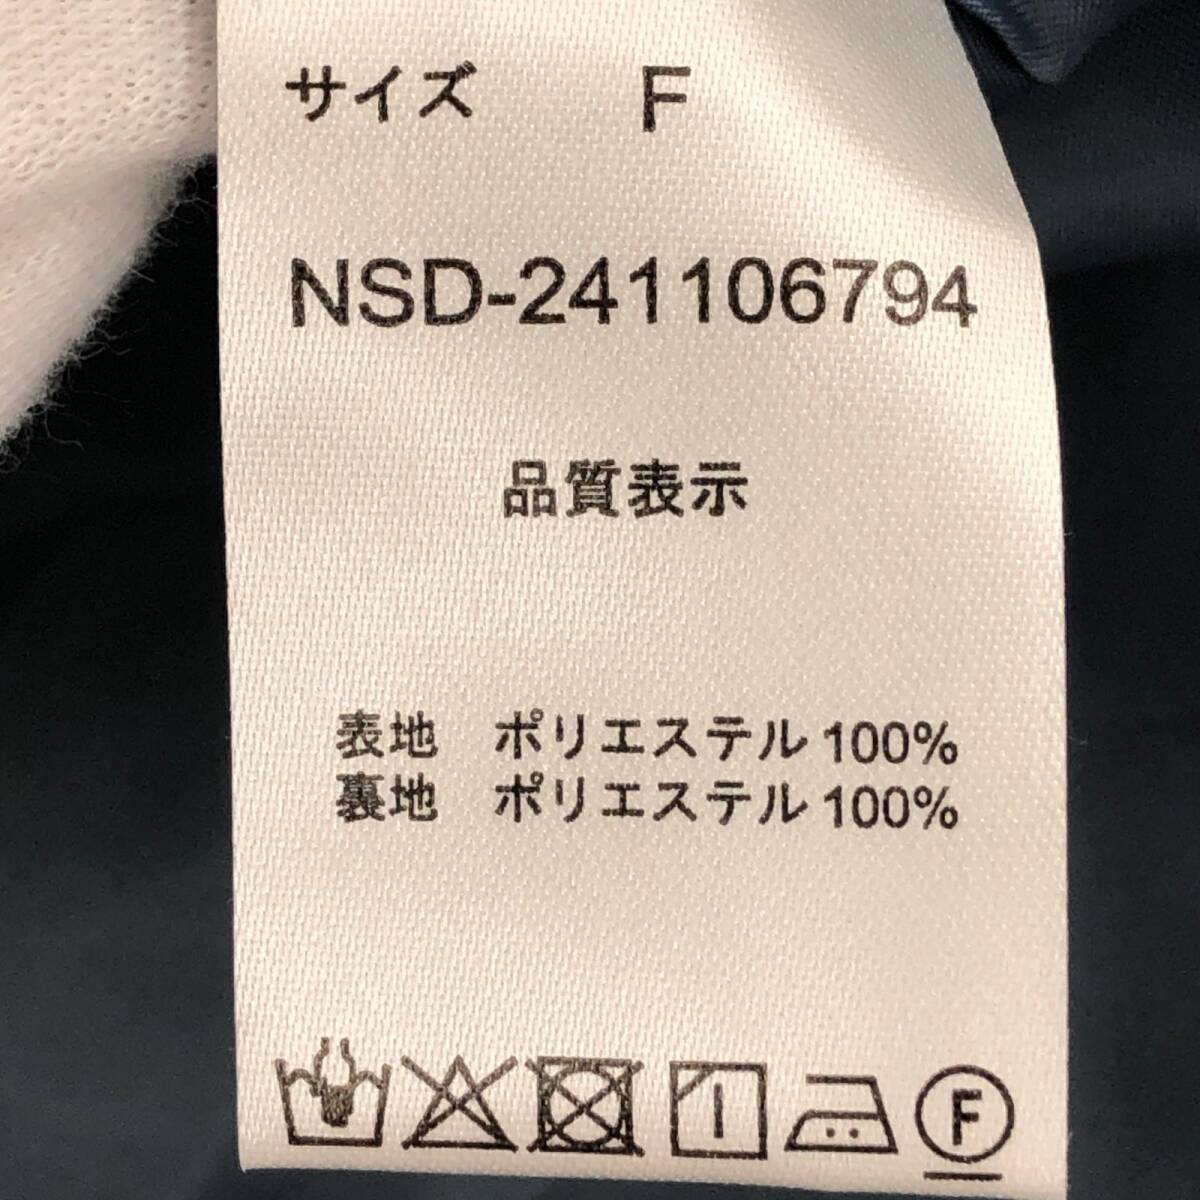 サイズ F
NSD-241106794
品質表示
表地 ポリエステル100%
裏地 ポリエステル100%
F